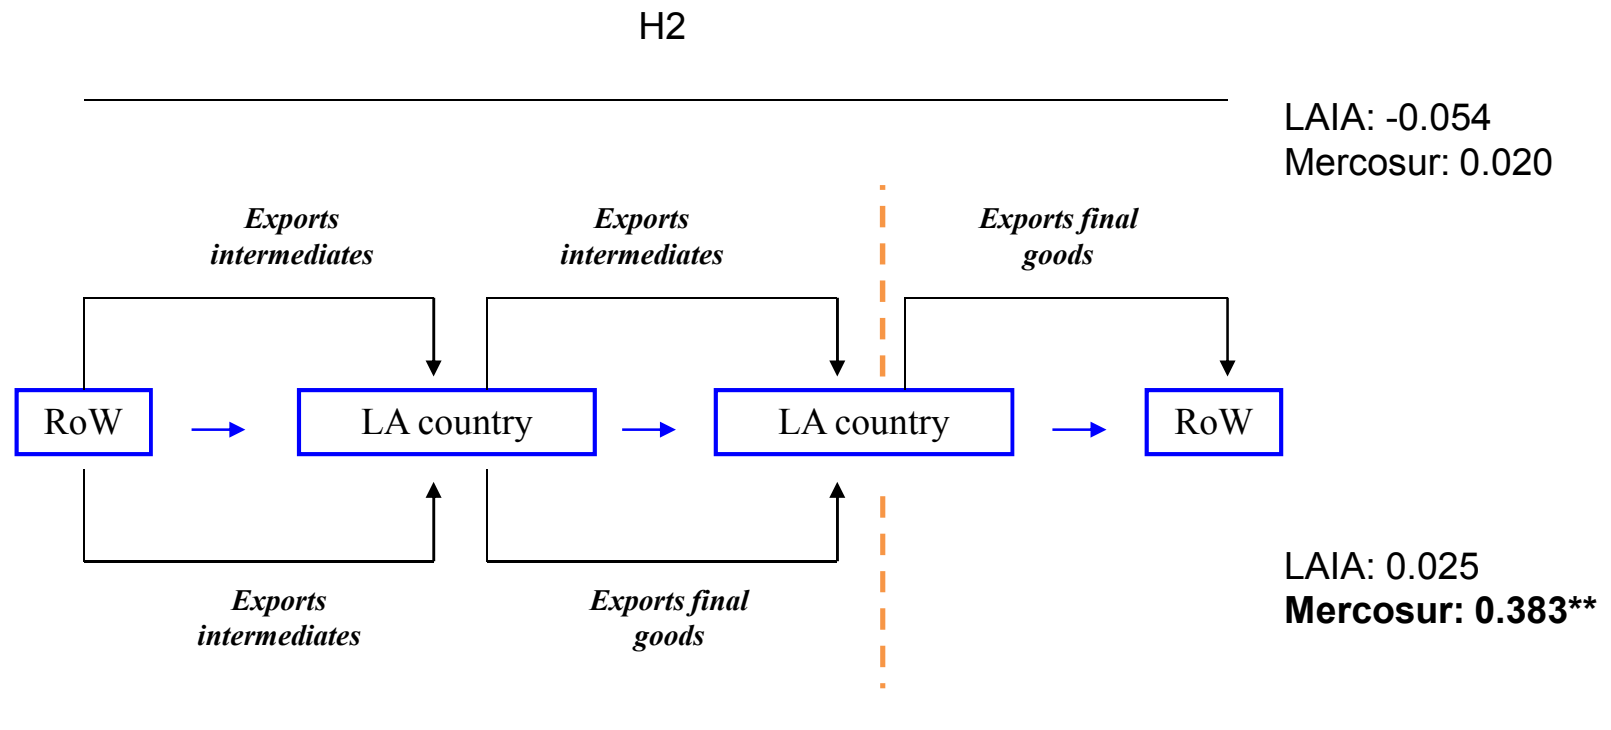 H2
LAIA: -0.054
Mercosur: 0.020
Exports
intermediates
Exports
intermediates
Exports final
goods
RoW
LA country
LA country
RoW
Exports
intermediates
Exports final
goods
LAIA: 0.025
Mercosur: 0.383**